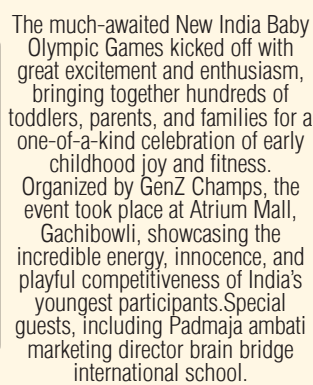 The much-awaited New India Baby
Olympic Games kicked off with
great excitement and enthusiasm,
bringing together hundreds of
toddlers, parents, and families for a
one-of-a-kind celebration of early
childhood joy and fitness.
Organized by GenZ Champs, the
event took place at Atrium Mall,
Gachibowli, showcasing the
incredible energy, innocence, and
playful competitiveness of India's
youngest participants.Special
guests, including Padmaja ambati
marketing director brain bridge
international school.